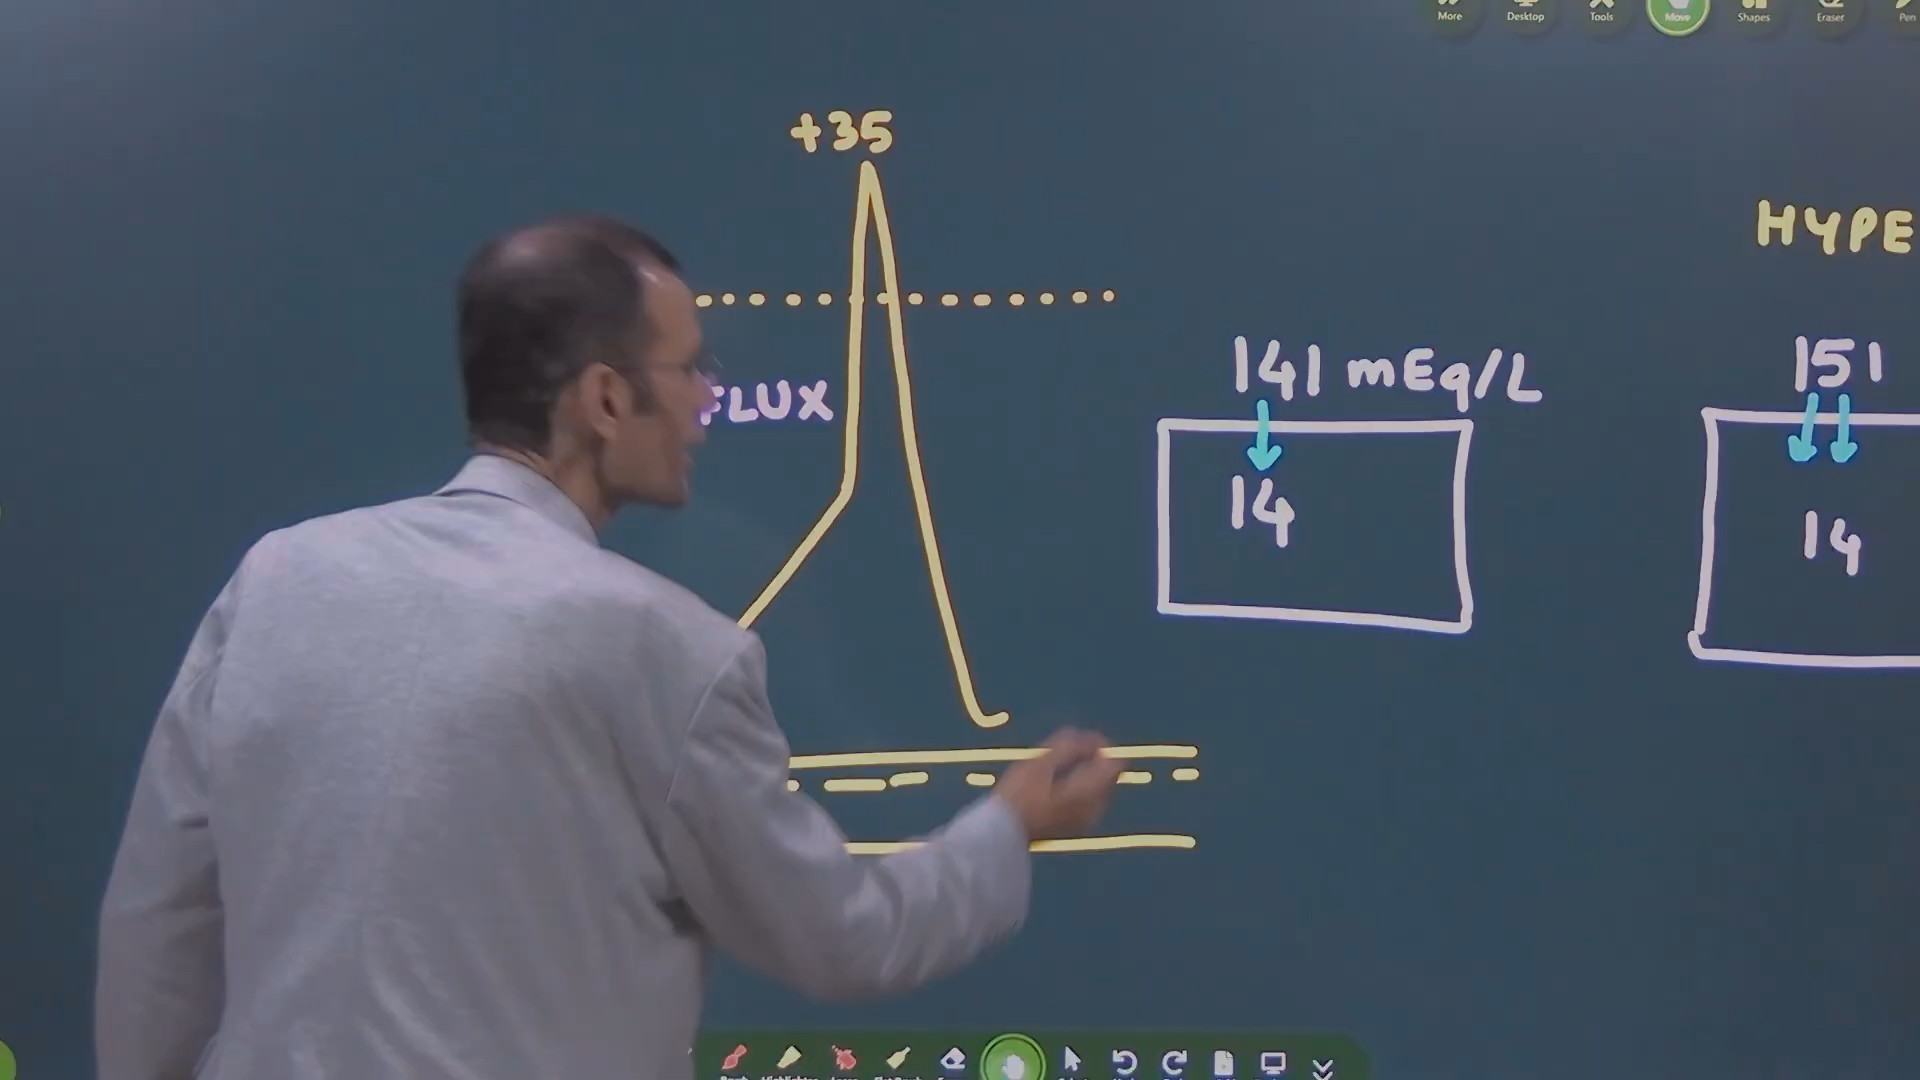 More Desktop Tools Move Shapes Eraser Pen
+35
HYPE
FLUX
141 mEq/L
151
14
14